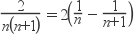 2/(n(n+1)) = 2(1/n − 1/(n+1))